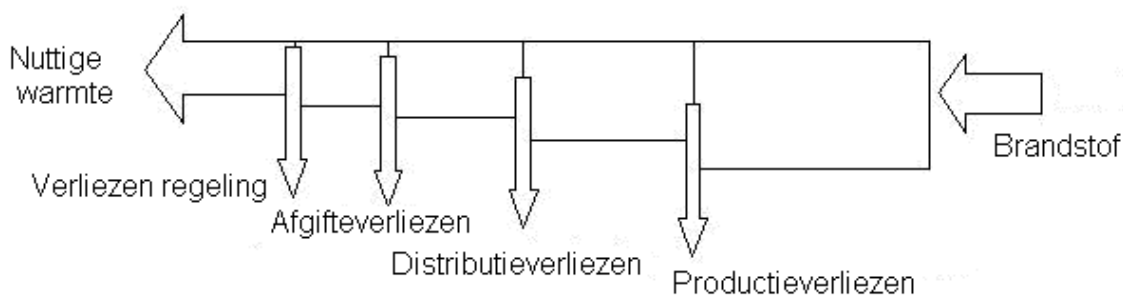 Nuttige
warmte
Brandstof
Verliezen regeling
Afgifteverliezen
Distributieverliezen
Productieverliezen